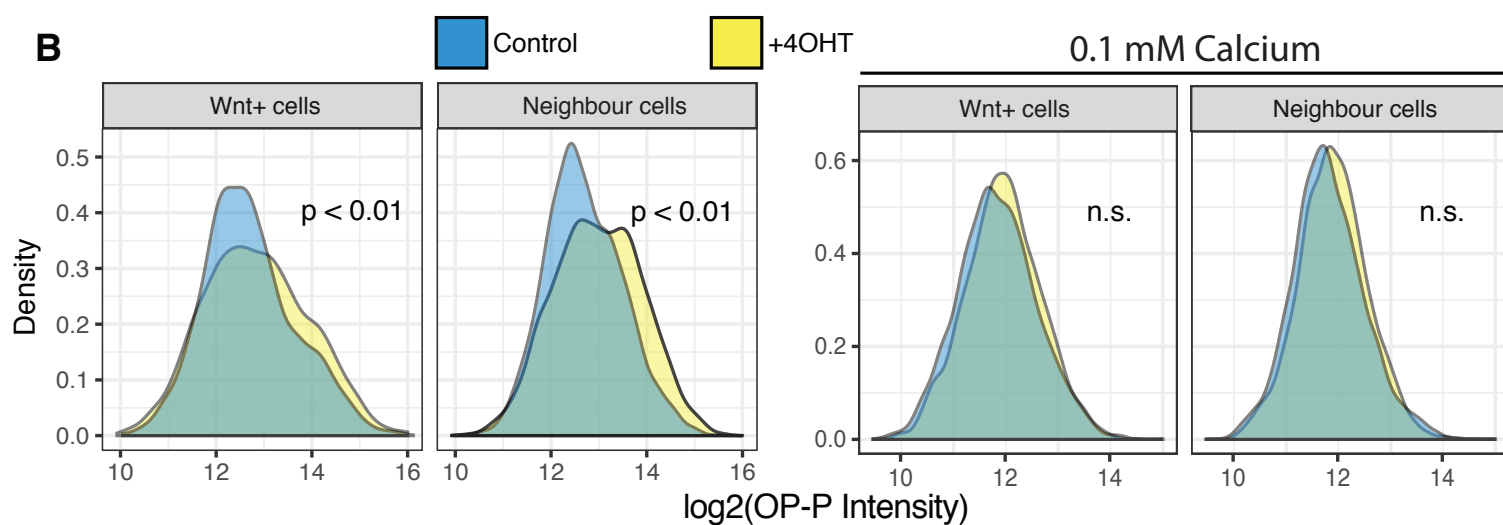 B
Control
+4OHT
0.1 mM Calcium
Wnt+ cells
Neighbour cells
Wnt+ cells
Neighbour cells
Density
0.5
0.4
0.3
0.2
0.1
0.0
p < 0.01
p < 0.01
0.6
0.4
0.2
0.0
n.s.
n.s.
10 12 14 16
10 12 14 16
10 12 14
10 12 14
log2(OP-P Intensity)